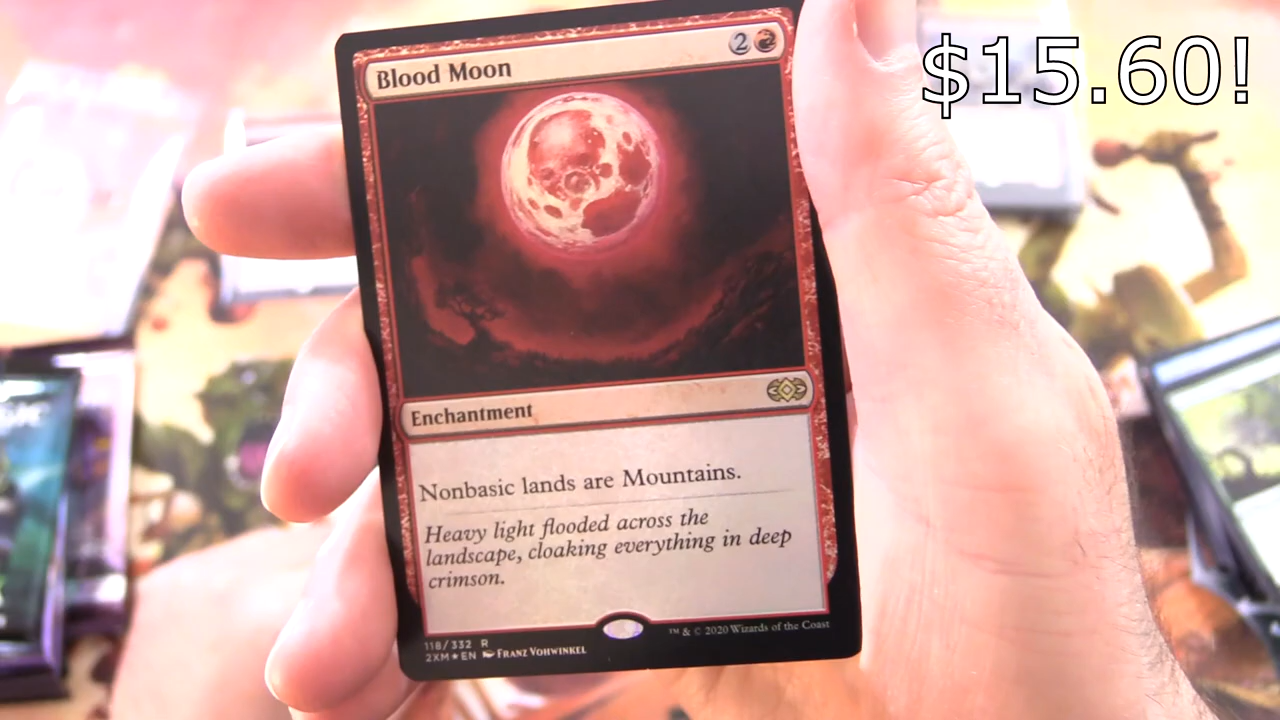 $15.60!
Blood Moon
2
Enchantment
Nonbasic lands are Mountains.
Heavy light flooded across the
landscape, cloaking everything in deep
crimson.
118/332 R
2XM★EN Franz Vohwinkel
™ & © 2020 Wizards of the Coast